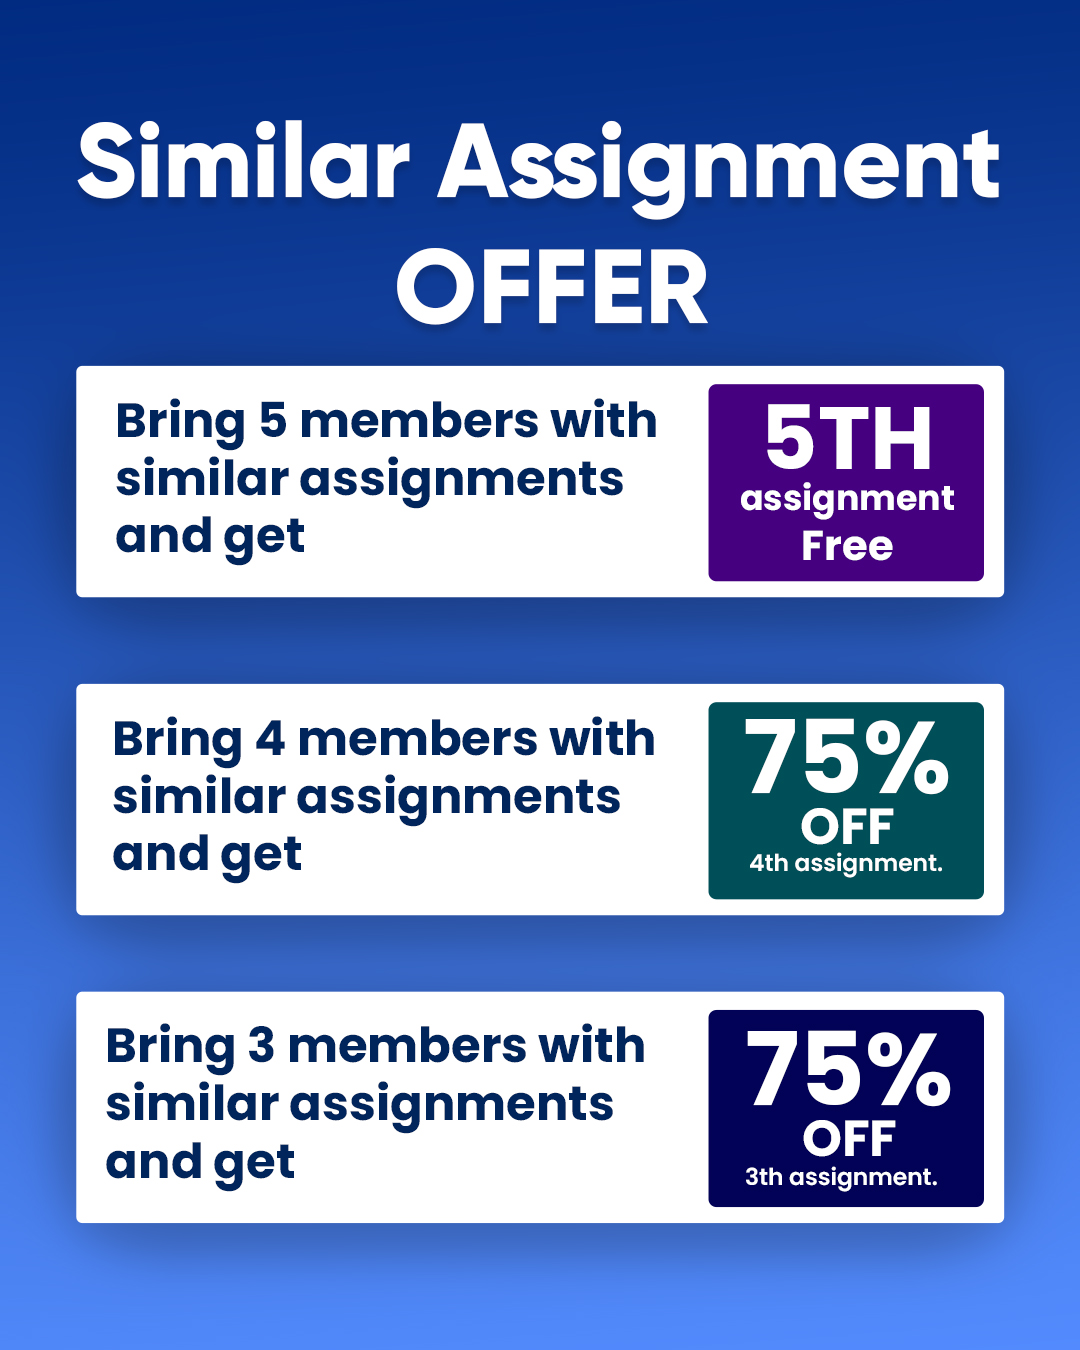 Similar Assignment
OFFER
Bring 5 members with
similar assignments
and get
5TH
assignment
Free
Bring 4 members with
similar assignments
and get
75%
OFF
4th assignment.
Bring 3 members with
similar assignments
and get
75%
OFF
3th assignment.